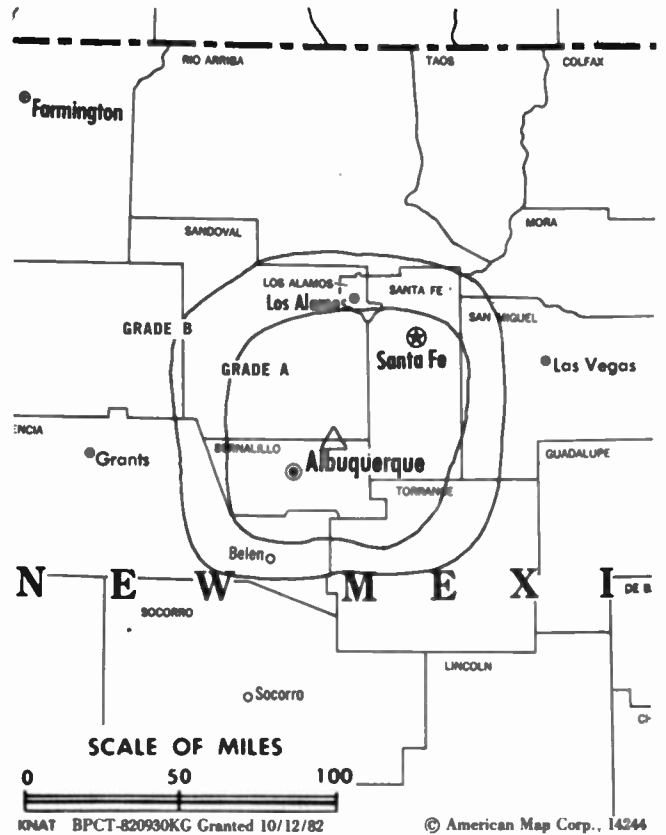 RIO ARRIBA
TAOS
COLFAX
Farmington
MORA
SANDOVAL
LOS ALAMOS
Los Alamos
SANTA FE
SAN MIGUEL
GRADE B
GRADE A
Santa Fe
Las Vegas
ENCIA
Grants
BERNALILLO
Albuquerque
GUADALUPE
TORRANCE
Belen
N E W M E X I
DE B
SOCORRO
LINCOLN
Socorro
CH
SCALE OF MILES
0 50 100
KNAT BPCT-820930KG Granted 10/12/82
© American Map Corp., 14244